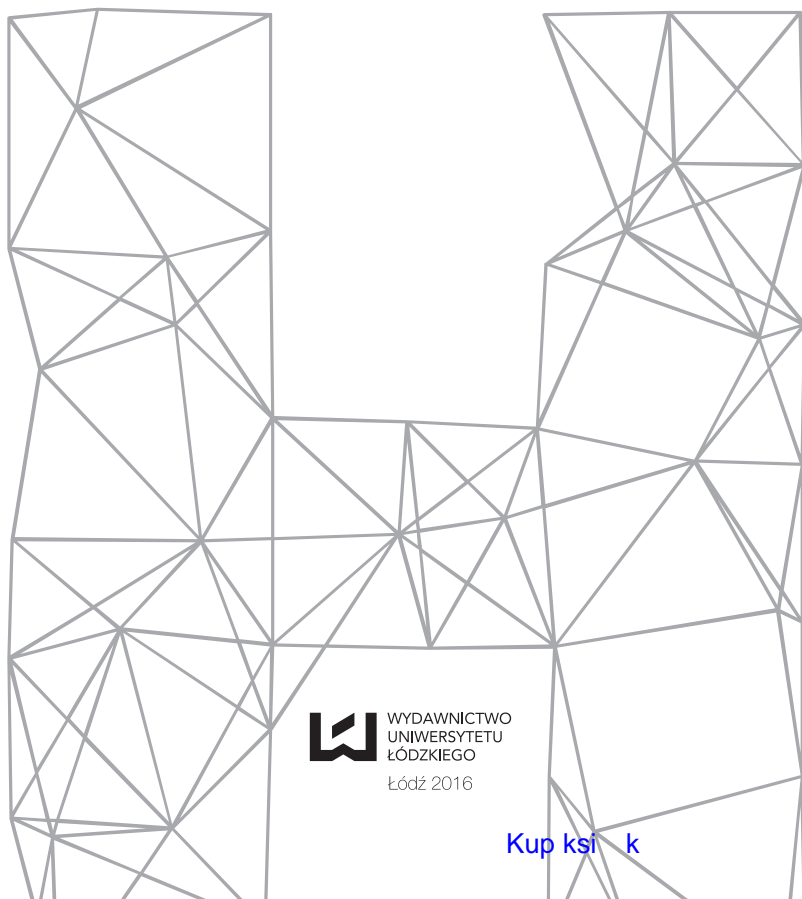 WYDAWNICTWO
UNIWERSYTETU
ŁÓDZKIEGO
Łódź 2016
Kup ksi k